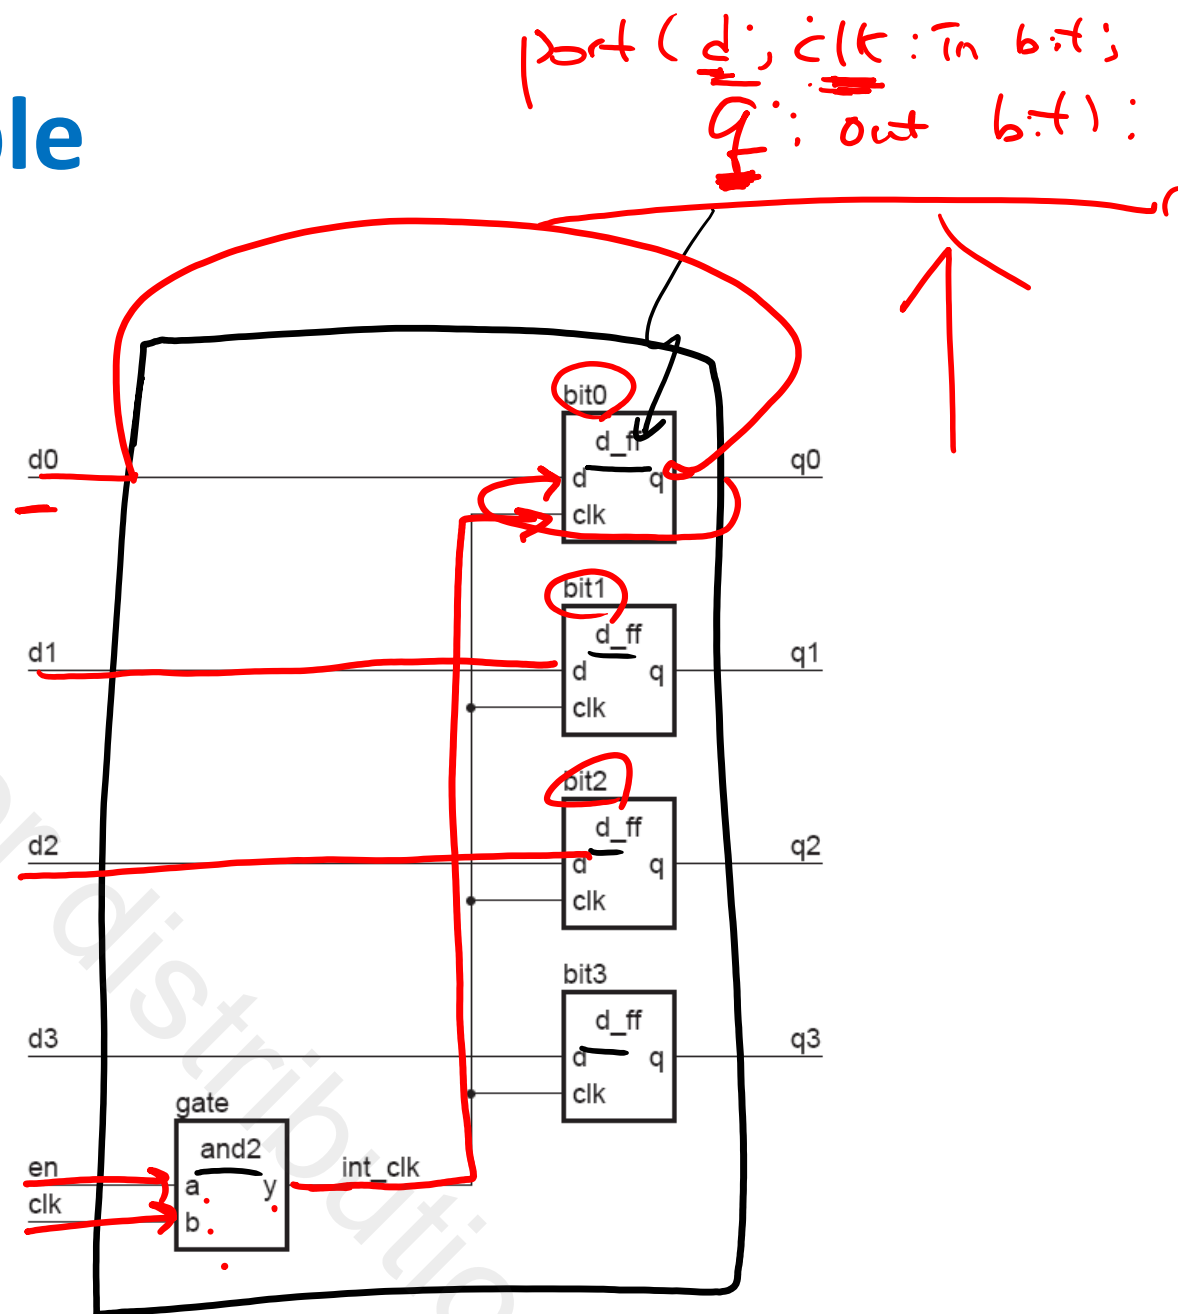 port ( d; clk : in bit;
q : out bit);
bit0
d_ff
d0
d
q
q0
clk
bit1
d_ff
d1
d
q
q1
clk
bit2
d_ff
d2
d
q
q2
clk
bit3
d_ff
d3
d
q
q3
clk
gate
and2
en
a
y
int_clk
clk
b